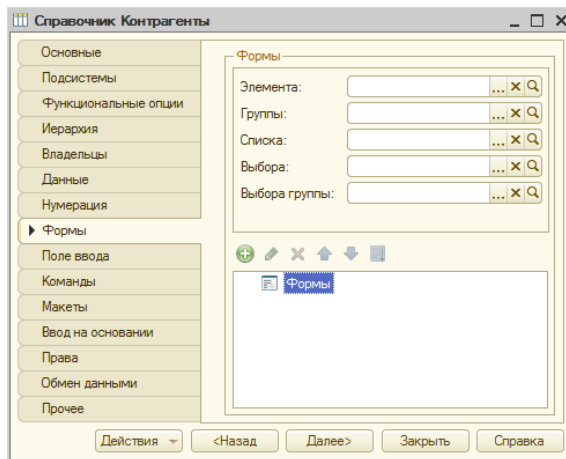 Справочник Контрагенты
Основные
Подсистемы
Функциональные опции
Иерархия
Владельцы
Данные
Нумерация
Формы
Поле ввода
Команды
Макеты
Ввод на основании
Права
Обмен данными
Прочее
Формы
Элемента:
Группы:
Списка:
Выбора:
Выбора группы:
Формы
Действия
<Назад
Далее>
Закрыть
Справка